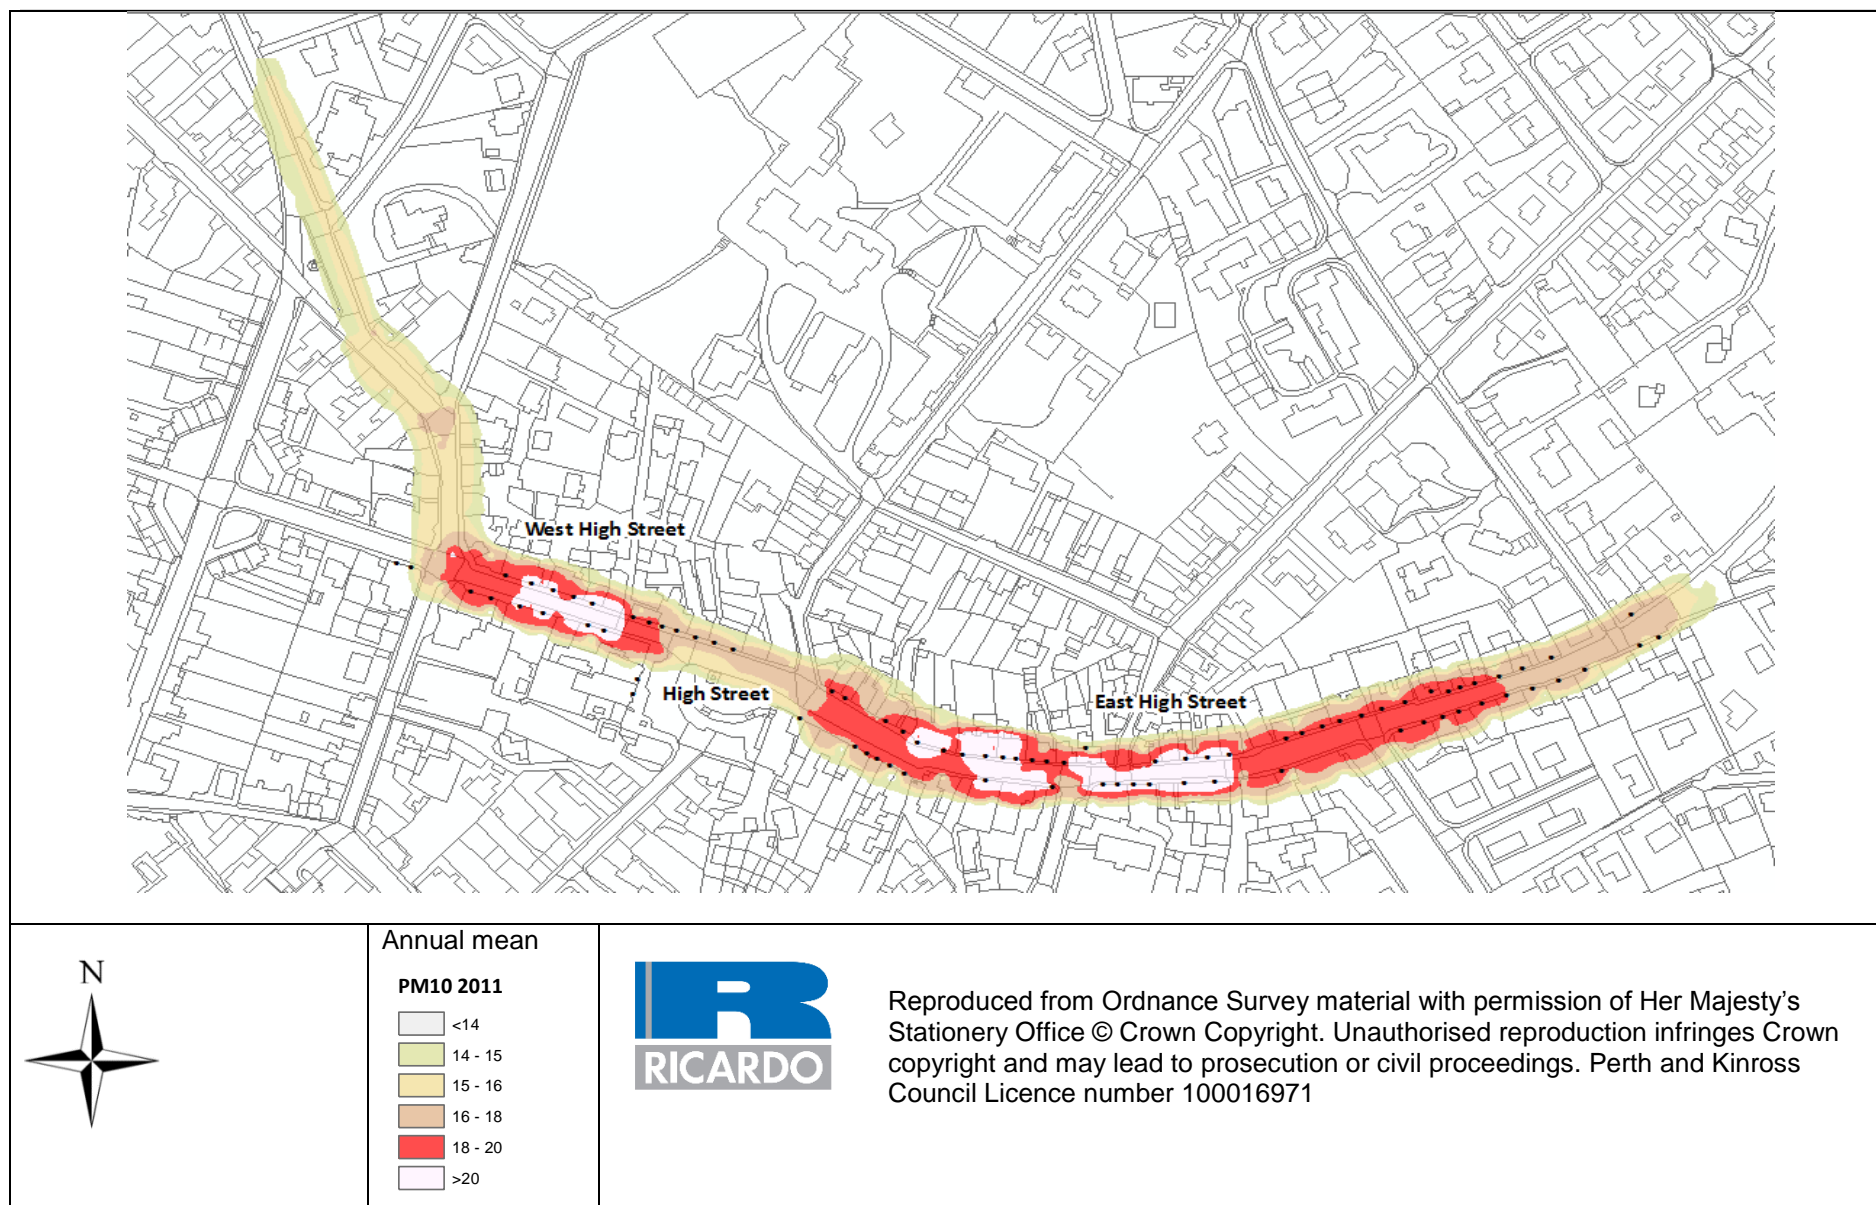 West High Street
High Street
East High Street
N
Annual mean
PM10 2011
<14
14 - 15
15 - 16
16 - 18
18 - 20
>20
R
RICARDO
Reproduced from Ordnance Survey material with permission of Her Majesty’s
Stationery Office © Crown Copyright. Unauthorised reproduction infringes Crown
copyright and may lead to prosecution or civil proceedings. Perth and Kinross
Council Licence number 100016971